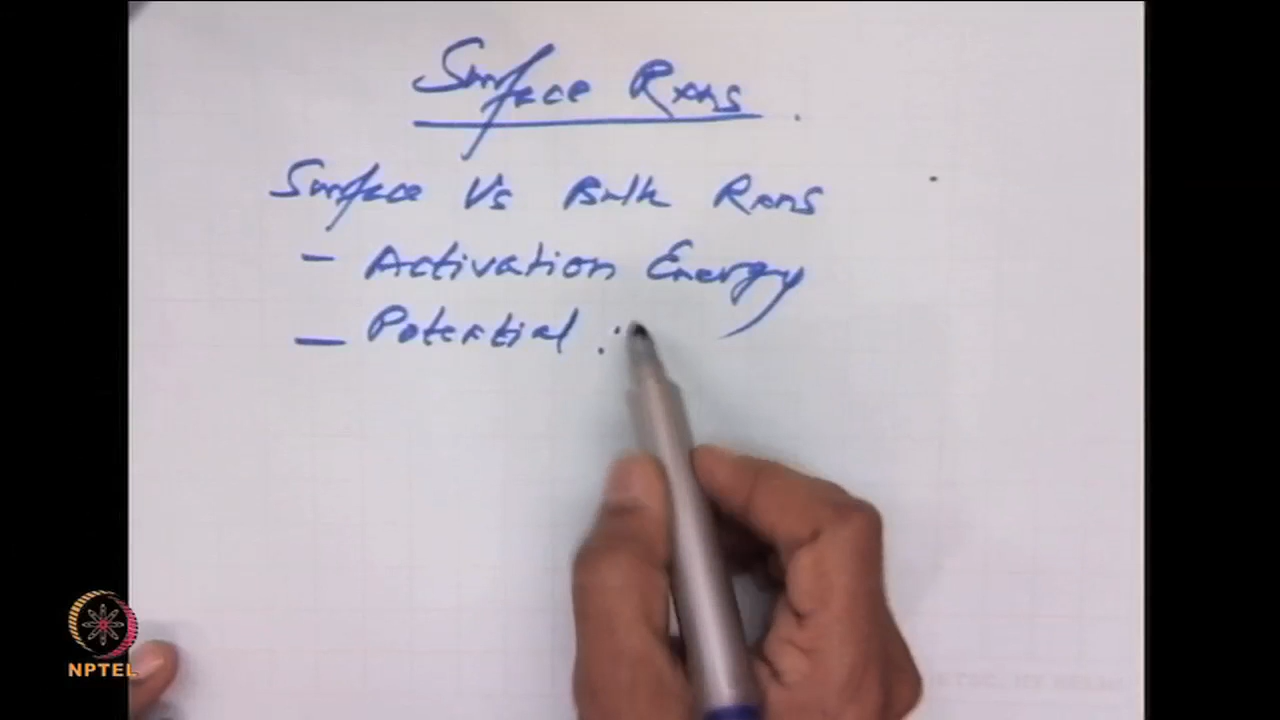 Surface Rxns
Surface Vs Bulk Rxns
- Activation Energy
- Potential :
NPTEL